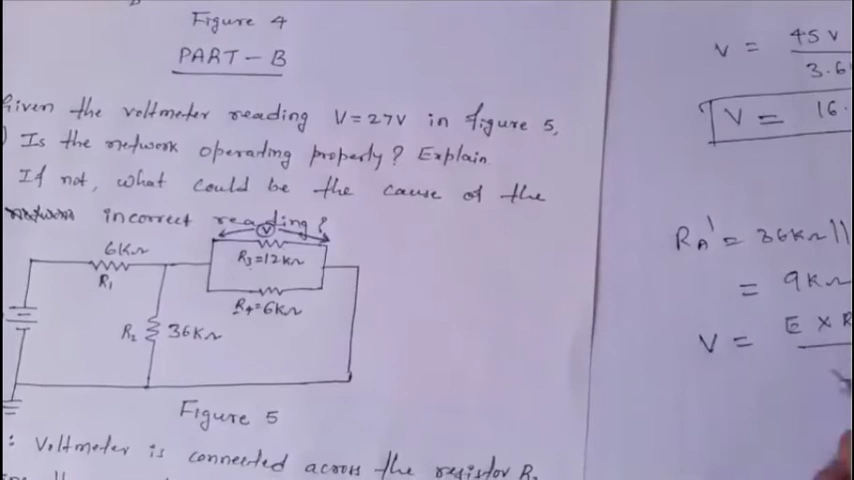 Figure 4
PART-B
Given the voltmeter reading V=27V in figure 5,
) Is the network operating properly? Explain
If not, what could be the cause of the
incorrect reading?
V
6KΩ
R1
R3=12KΩ
R4=6KΩ
R2 36KΩ
Figure 5
: Voltmeter is connected across the resistor R
V = 45V
3.6
V = 16.
RA' = 36KΩ||
= 9KΩ
V = E x R